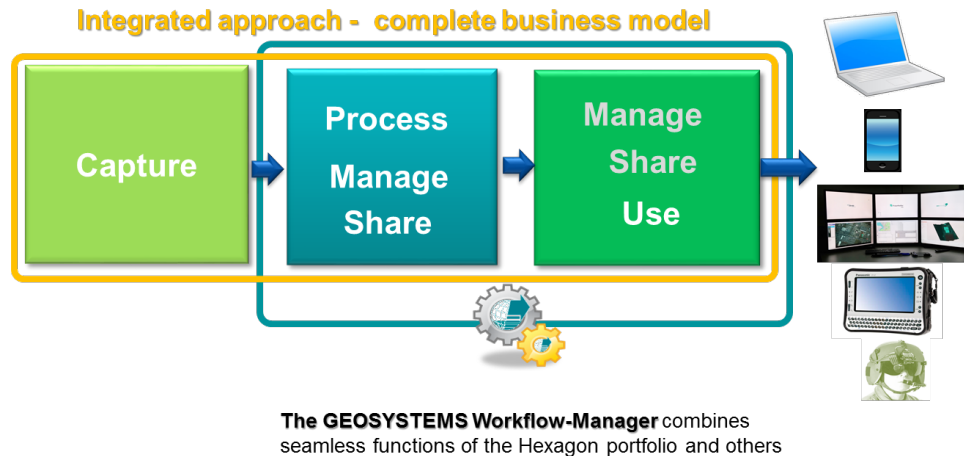 Integrated approach - complete business model
Capture
Process
Manage
Share
Manage
Share
Use
The GEOSYSTEMS Workflow-Manager combines
seamless functions of the Hexagon portfolio and others